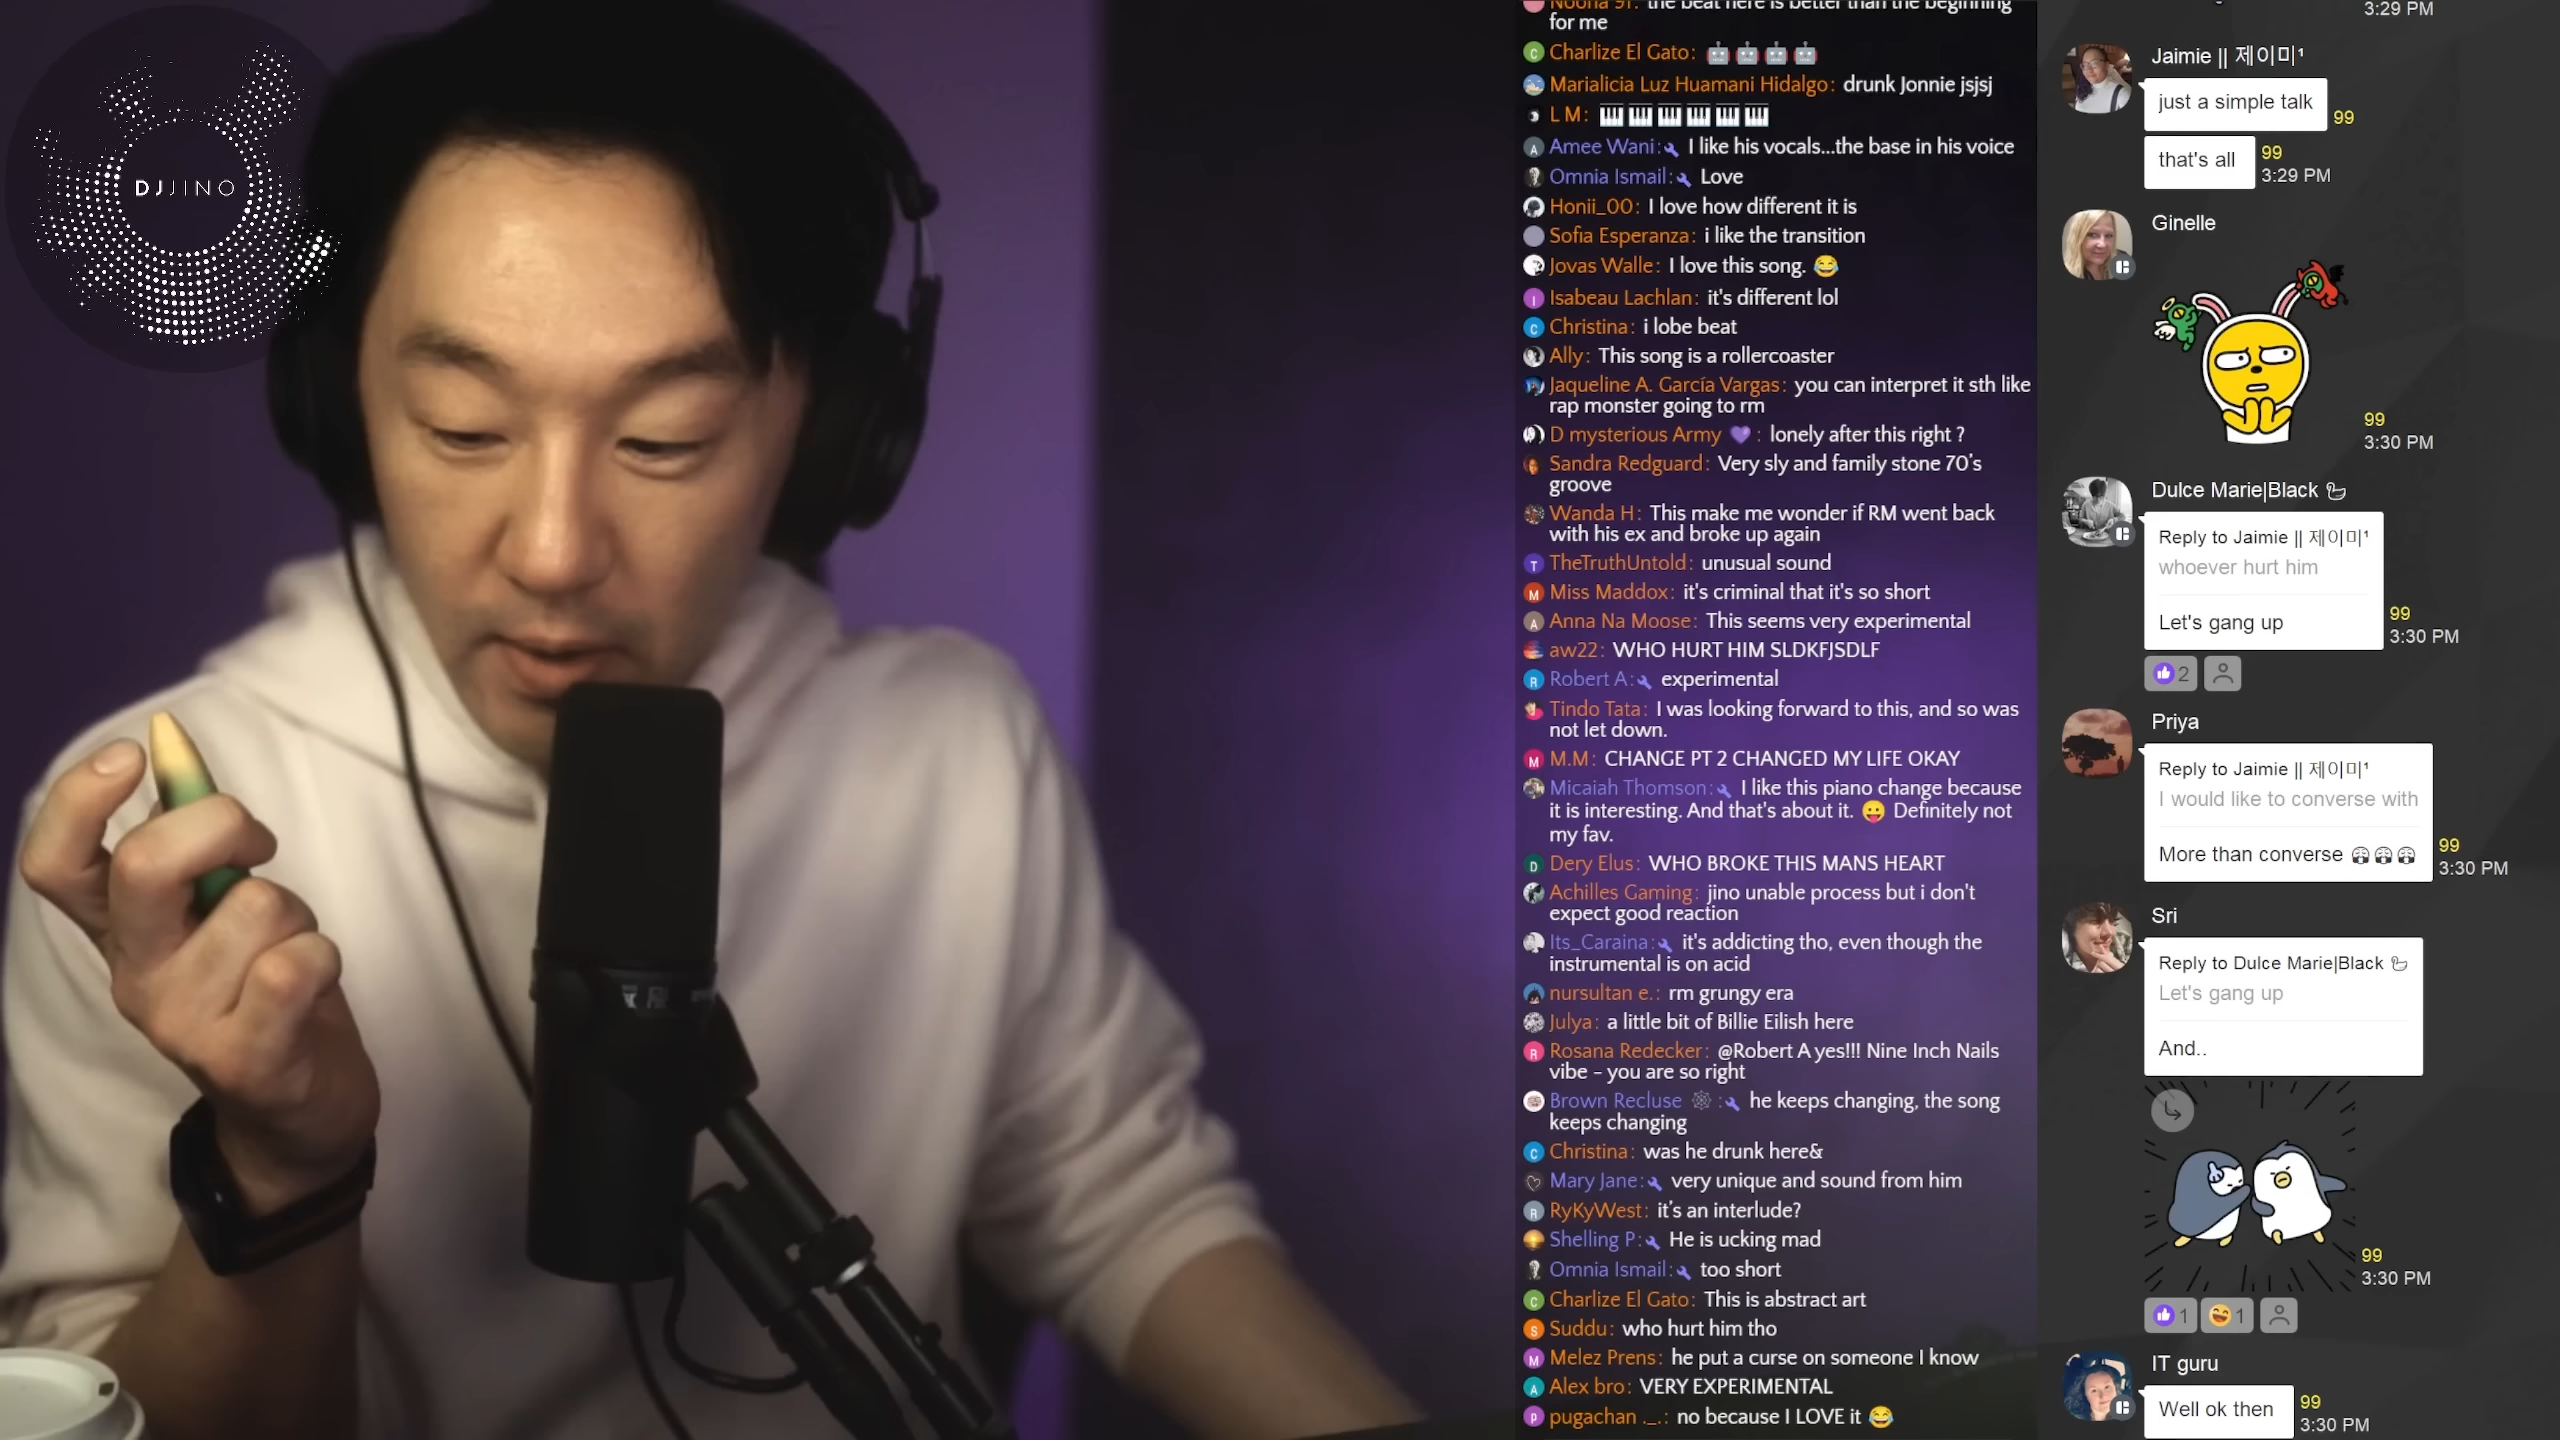 DJJINO
Noona 91: the beat here is better than the beginning
for me
Charlize El Gato: 🤖🤖🤖🤖
Marialicia Luz Huamani Hidalgo: drunk Jonnie jsjsj
L M: 🎹🎹🎹🎹🎹🎹
Amee Wani: I like his vocals...the base in his voice
Omnia Ismail: Love
Honii_00: I love how different it is
Sofia Esperanza: i like the transition
Jovas Walle: I love this song. 😂
Isabeau Lachlan: it's different lol
Christina: i lobe beat
Ally: This song is a rollercoaster
Jaqueline A. García Vargas: you can interpret it sth like
rap monster going to rm
D mysterious Army 💜: lonely after this right ?
Sandra Redguard: Very sly and family stone 70's
groove
Wanda H: This make me wonder if RM went back
with his ex and broke up again
TheTruthUntold: unusual sound
Miss Maddox: it's criminal that it's so short
Anna Na Moose: This seems very experimental
aw22: WHO HURT HIM SLDKFJSDLF
Robert A: experimental
Tindo Tata: I was looking forward to this, and so was
not let down.
M.M: CHANGE PT 2 CHANGED MY LIFE OKAY
Micaiah Thomson: I like this piano change because
it is interesting. And that's about it. 😛 Definitely not
my fav.
Dery Elus: WHO BROKE THIS MANS HEART
Achilles Gaming: jino unable process but i don't
expect good reaction
Its_Caraina: it's addicting tho, even though the
instrumental is on acid
nursultan e.: rm grungy era
Julya: a little bit of Billie Eilish here
Rosana Redecker: @Robert A yes!!! Nine Inch Nails
vibe - you are so right
Brown Recluse 🕸: he keeps changing, the song
keeps changing
Christina: was he drunk here&
Mary Jane: very unique and sound from him
RyKyWest: it's an interlude?
Shelling P: He is ucking mad
Omnia Ismail: too short
Charlize El Gato: This is abstract art
Suddu: who hurt him tho
Melez Prens: he put a curse on someone I know
Alex bro: VERY EXPERIMENTAL
pugachan ._.: no because I LOVE it 😂
3:29 PM
Jaimie || 제이미¹
just a simple talk
99
that's all
99
3:29 PM
Ginelle
99
3:30 PM
Dulce Marie|Black 🦢
Reply to Jaimie || 제이미¹
whoever hurt him
Let's gang up
99
3:30 PM
2
Priya
Reply to Jaimie || 제이미¹
I would like to converse with
More than converse 😭😭😭
99
3:30 PM
Sri
Reply to Dulce Marie|Black 🦢
Let's gang up
And..
99
3:30 PM
1
1
IT guru
Well ok then
99
3:30 PM